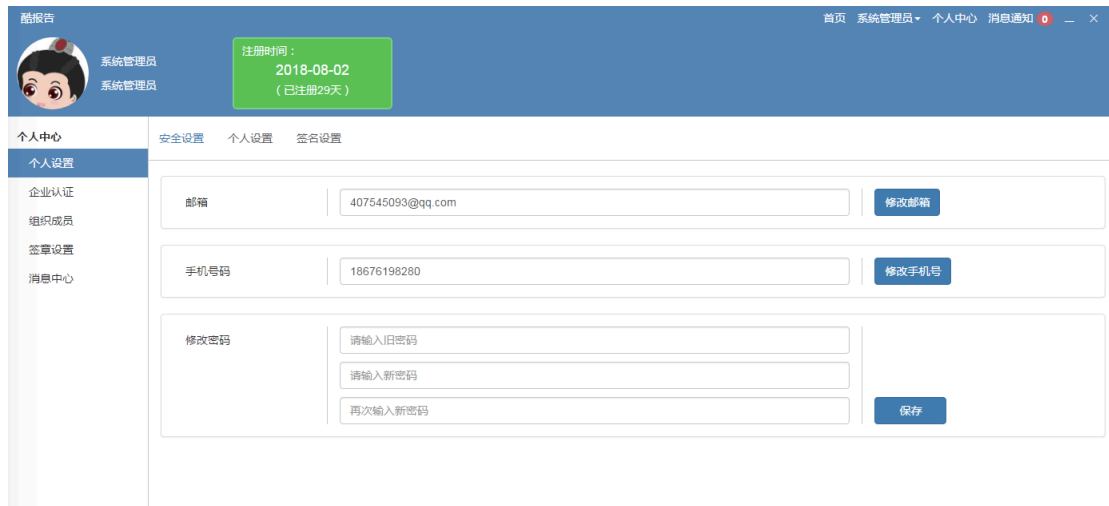 酷报告
首页 系统管理员 个人中心 消息通知 0
系统管理员
系统管理员
注册时间：
2018-08-02
（已注册29天）
个人中心
个人设置
企业认证
组织成员
签章设置
消息中心
安全设置 个人设置 签名设置
邮箱 407545093@qq.com 修改邮箱
手机号码 18676198280 修改手机号
修改密码 请输入旧密码
请输入新密码
再次输入新密码 保存